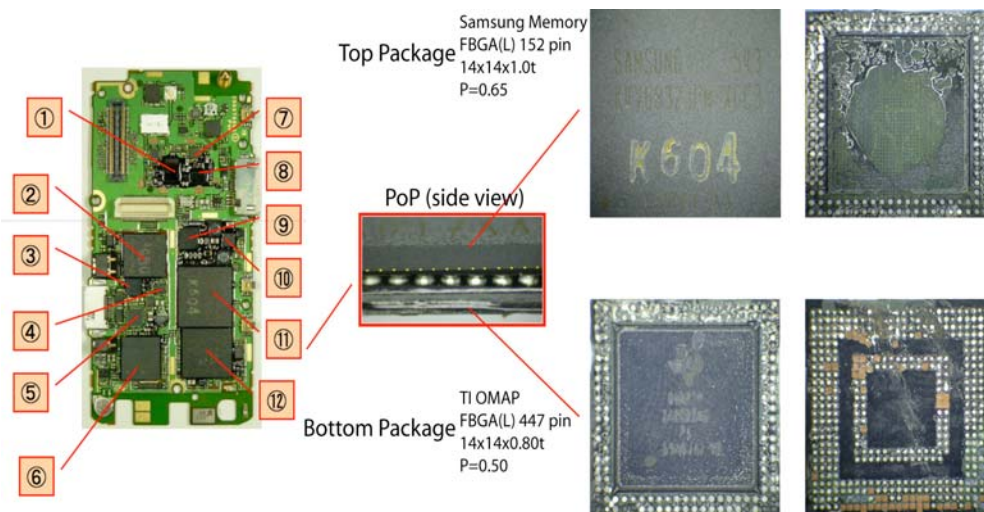 Samsung Memory
Top Package
FBGA(L) 152 pin
14x14x1.0t
P=0.65
SAMSUNG
K604
①
⑦
⑧
②
PoP (side view)
⑨
③
⑩
K604
④
⑪
⑤
⑫
TI OMAP
Bottom Package
FBGA(L) 447 pin
14x14x0.80t
P=0.50
⑥